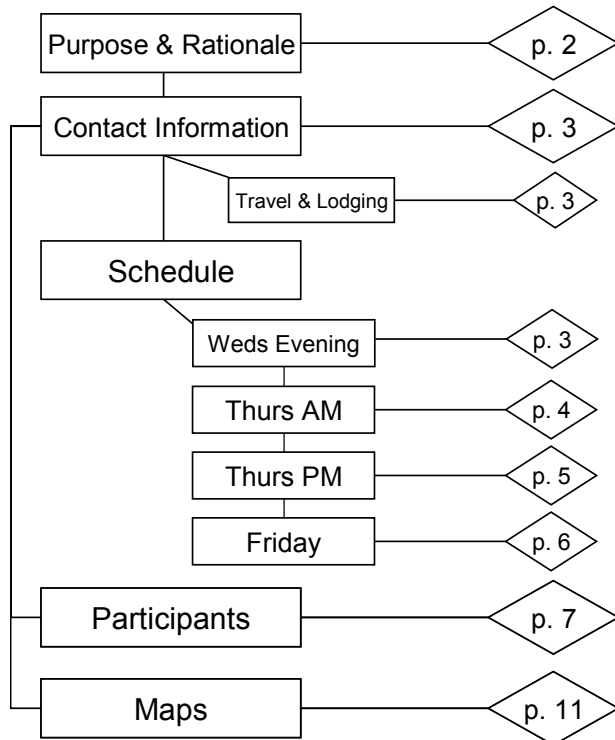 Purpose & Rationale p. 2
Contact Information p. 3
Travel & Lodging p. 3
Schedule
Weds Evening p. 3
Thurs AM p. 4
Thurs PM p. 5
Friday p. 6
Participants p. 7
Maps p. 11